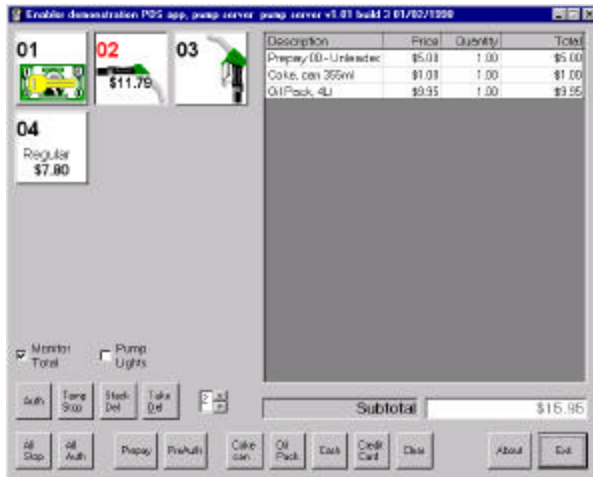 Enabler demonstration POS app, pump server pump server v1.01 build 3 01/02/1998
01
02
$11.79
03
04
Regular
$7.80
Description Price Quantity Total
Prepay 00 - Unleaded $5.00 1.00 $5.00
Coke, can 355ml $1.00 1.00 $1.00
Oil Pack, 4Lt $9.95 1.00 $9.95
Monitor
Total
Pump
Lights
Auth
Temp
Stop
Stack
Del
Take
Del
2
Subtotal $15.95
All
Stop
All
Auth
Prepay
PreAuth
Coke
can
Oil
Pack
Cash
Credit
Card
Clear
About
Exit